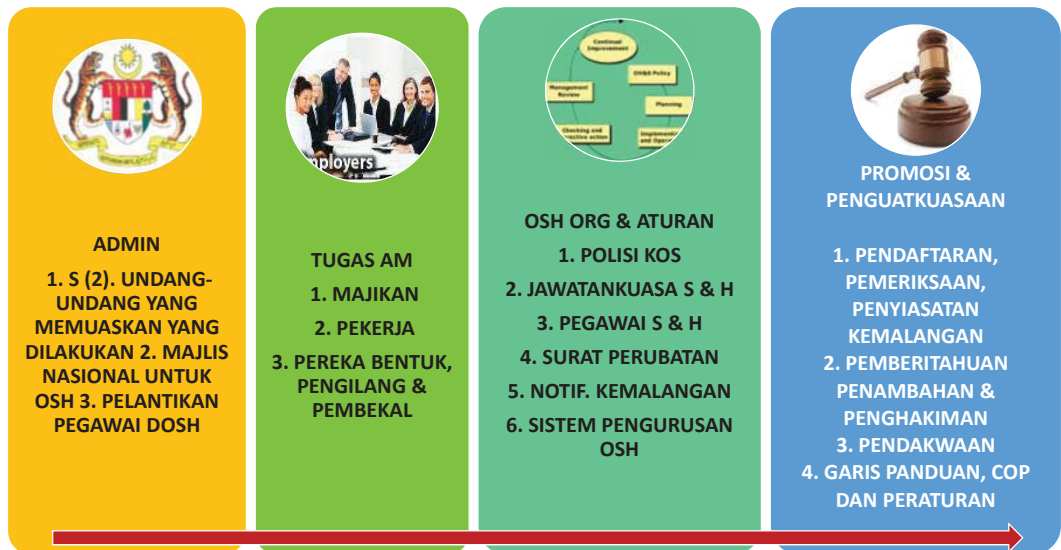 ADMIN
1. S (2). UNDANG-
UNDANG YANG
MEMUASKAN YANG
DILAKUKAN 2. MAJLIS
NASIONAL UNTUK
OSH 3. PELANTIKAN
PEGAWAI DOSH
mployers
TUGAS AM
1. MAJIKAN
2. PEKERJA
3. PEREKA BENTUK,
PENGILANG &
PEMBEKAL
Continual
Improvement
OH&S Policy
Management
Review
Planning
Checking and
rrective action
Implementi
and Oper
OSH ORG & ATURAN
1. POLISI KOS
2. JAWATANKUASA S & H
3. PEGAWAI S & H
4. SURAT PERUBATAN
5. NOTIF. KEMALANGAN
6. SISTEM PENGURUSAN
OSH
PROMOSI &
PENGUATKUASAAN
1. PENDAFTARAN,
PEMERIKSAAN,
PENYIASATAN
KEMALANGAN
2. PEMBERITAHUAN
PENAMBAHAN &
PENGHAKIMAN
3. PENDAKWAAN
4. GARIS PANDUAN, COP
DAN PERATURAN